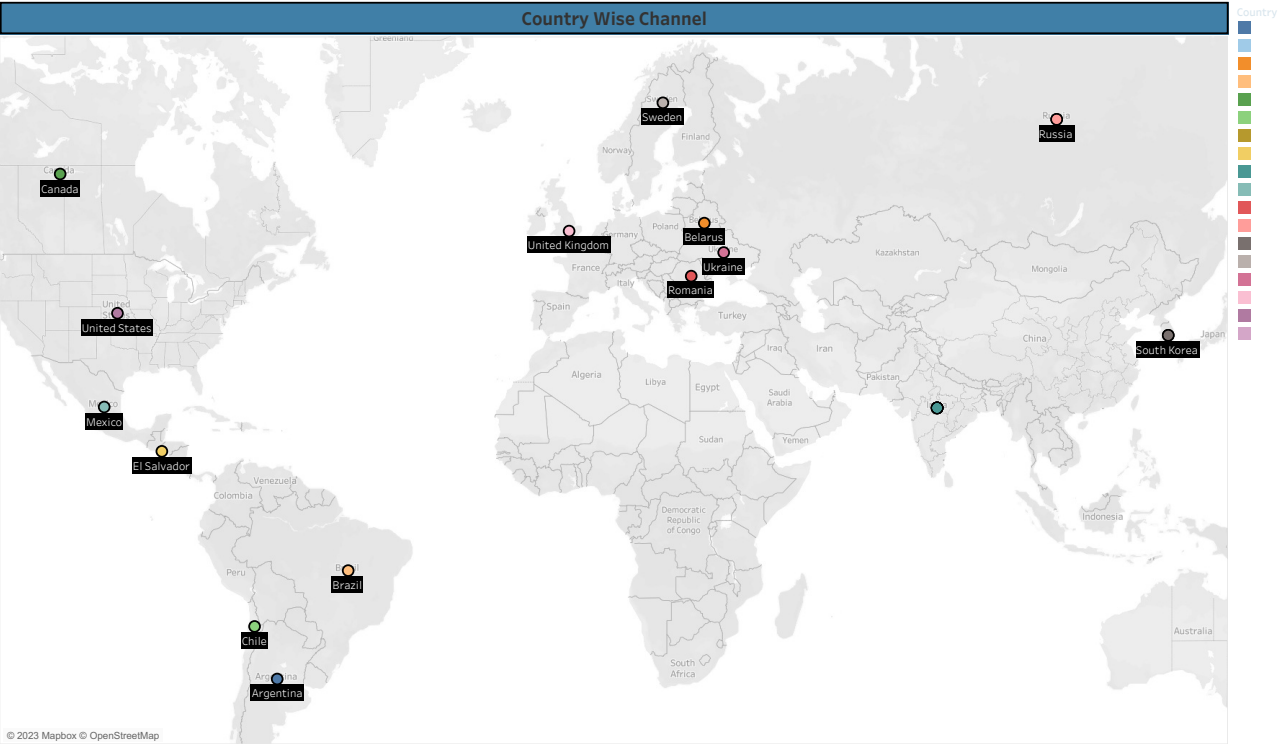 Country Wise Channel
Country
Greenland
Sweden
Russia
Finland
Norway
Canada
Belarus
Poland
Germany
United Kingdom
Ukraine
Kazakhstan
France
Mongolia
Italy
Romania
Spain
United
United States
Turkey
Japan
China
South Korea
Iraq
Iran
Algeria
Libya
Egypt
Pakistan
Saudi
Arabia
Mexico
Sudan
Yemen
El Salvador
Venezuela
Colombia
Democratic
Republic
of Congo
Indonesia
Peru
Brazil
Chile
Australia
South
Africa
Argentina
© 2023 Mapbox © OpenStreetMap